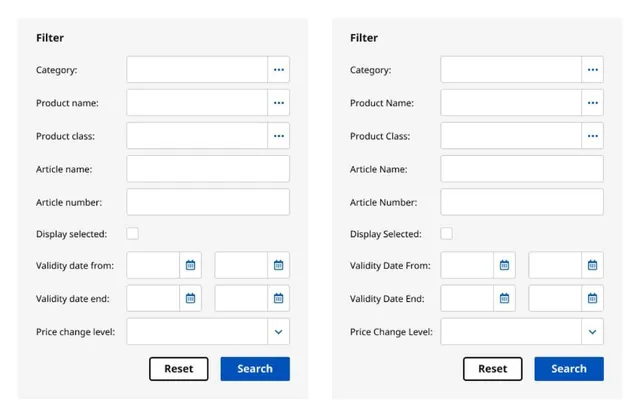 Filter
Category:
Product name:
Product class:
Article name:
Article number:
Display selected:
Validity date from:
Validity date end:
Price change level:
Reset Search
Filter
Category:
Product Name:
Product Class:
Article Name:
Article Number:
Display Selected:
Validity Date From:
Validity Date End:
Price Change Level:
Reset Search